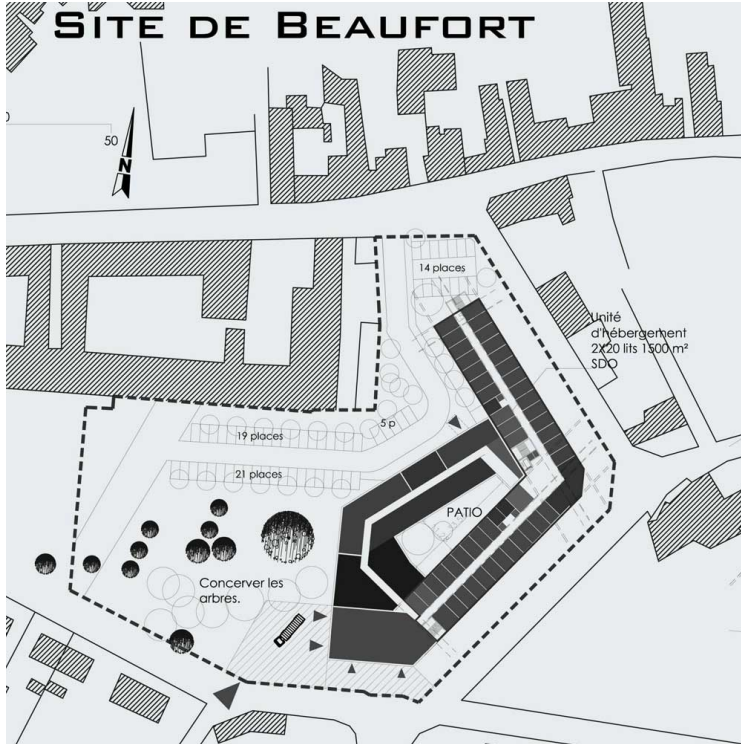 SITE DE BEAUFORT
0
50
N
14 places
Unité
d'hébergement
2X20 lits 1500 m²
SDO
5 p
19 places
21 places
PATIO
Concerver les
arbres.